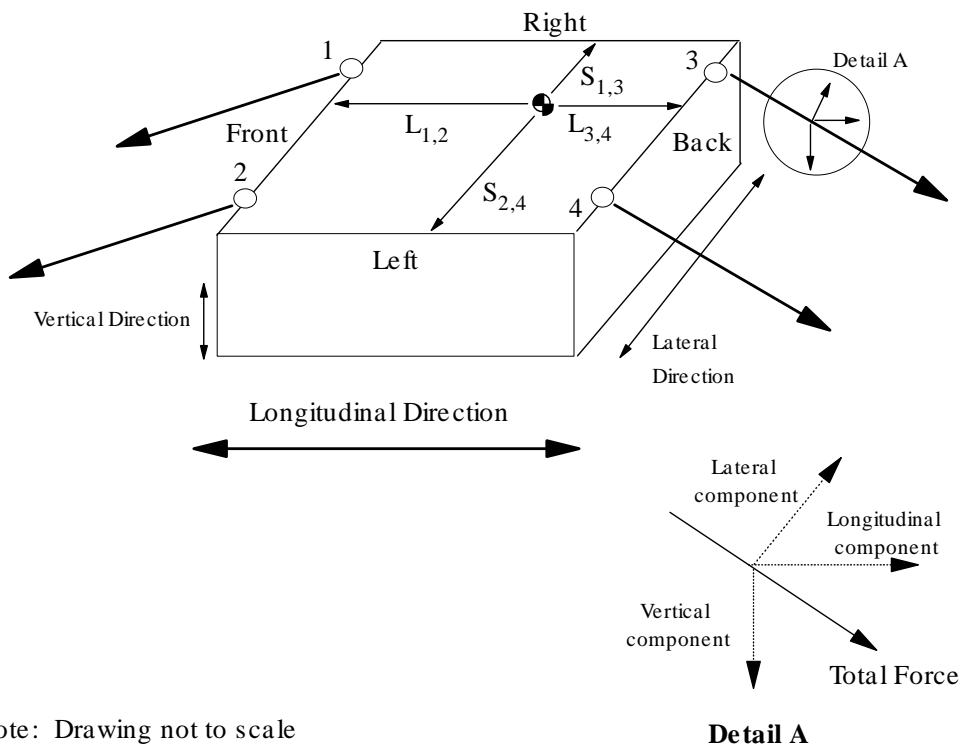 Right
1
3
Detail A
S1,3
Front
L1,2
L3,4
Back
2
S2,4
4
Left
Vertical Direction
Lateral
Direction
Longitudinal Direction
Lateral
component
Longitudinal
component
Vertical
component
Total Force
ote: Drawing not to scale
Detail A